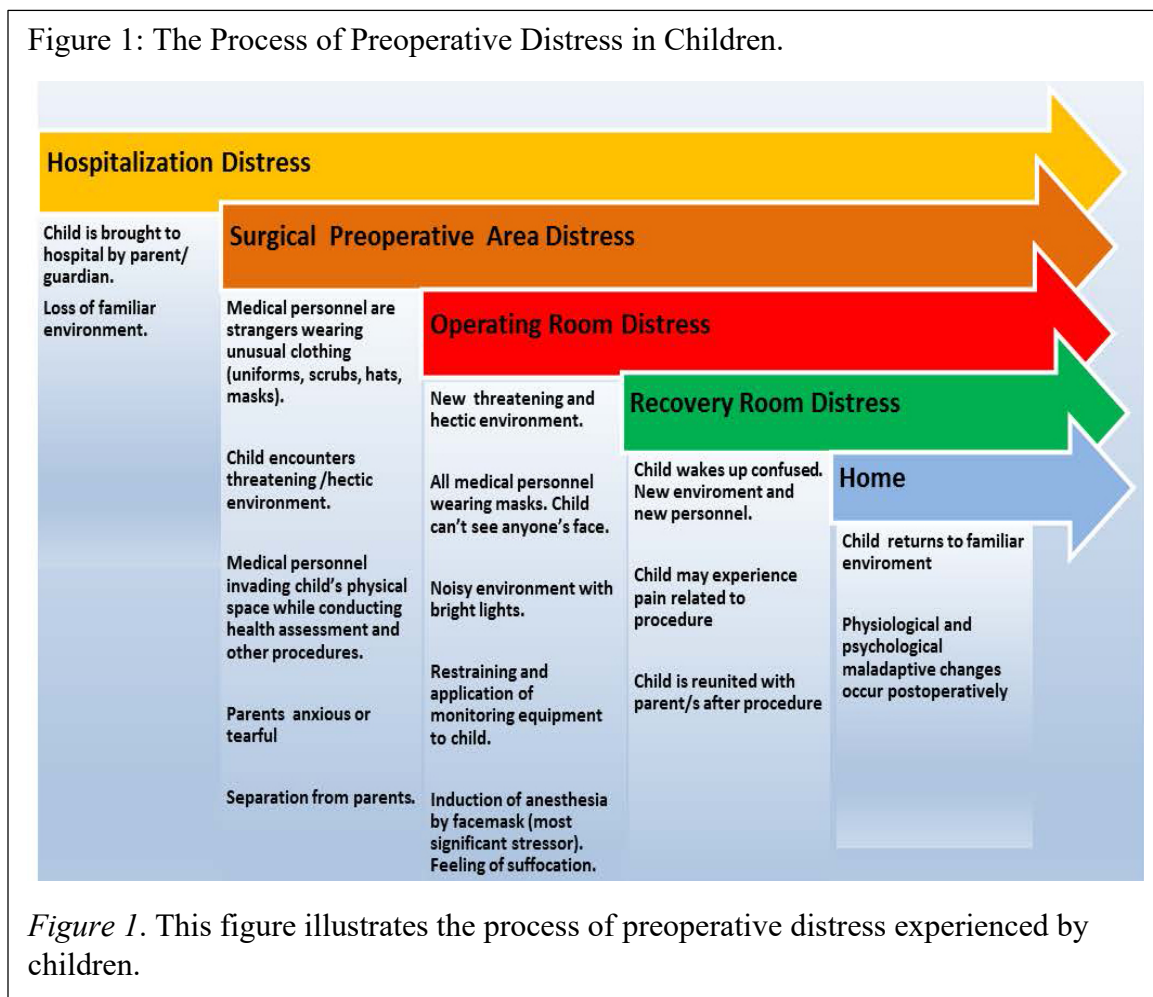 Figure 1: The Process of Preoperative Distress in Children.
Hospitalization Distress
Child is brought to
hospital by parent/
guardian.
Loss of familiar
environment.
Surgical Preoperative Area Distress
Medical personnel are
strangers wearing
unusual clothing
(uniforms, scrubs, hats,
masks).
Child encounters
threatening /hectic
environment.
Medical personnel
invading child's physical
space while conducting
health assessment and
other procedures.
Parents anxious or
tearful
Separation from parents.
Operating Room Distress
New threatening and
hectic environment.
All medical personnel
wearing masks. Child
can't see anyone's face.
Noisy environment with
bright lights.
Restraining and
application of
monitoring equipment
to child.
Induction of anesthesia
by facemask (most
significant stressor).
Feeling of suffocation.
Recovery Room Distress
Child wakes up confused.
New enviroment and
new personnel.
Child may experience
pain related to
procedure
Child is reunited with
parent/s after procedure
Home
Child returns to familiar
enviroment
Physiological and
psychological
maladaptive changes
occur postoperatively
Figure 1. This figure illustrates the process of preoperative distress experienced by
children.